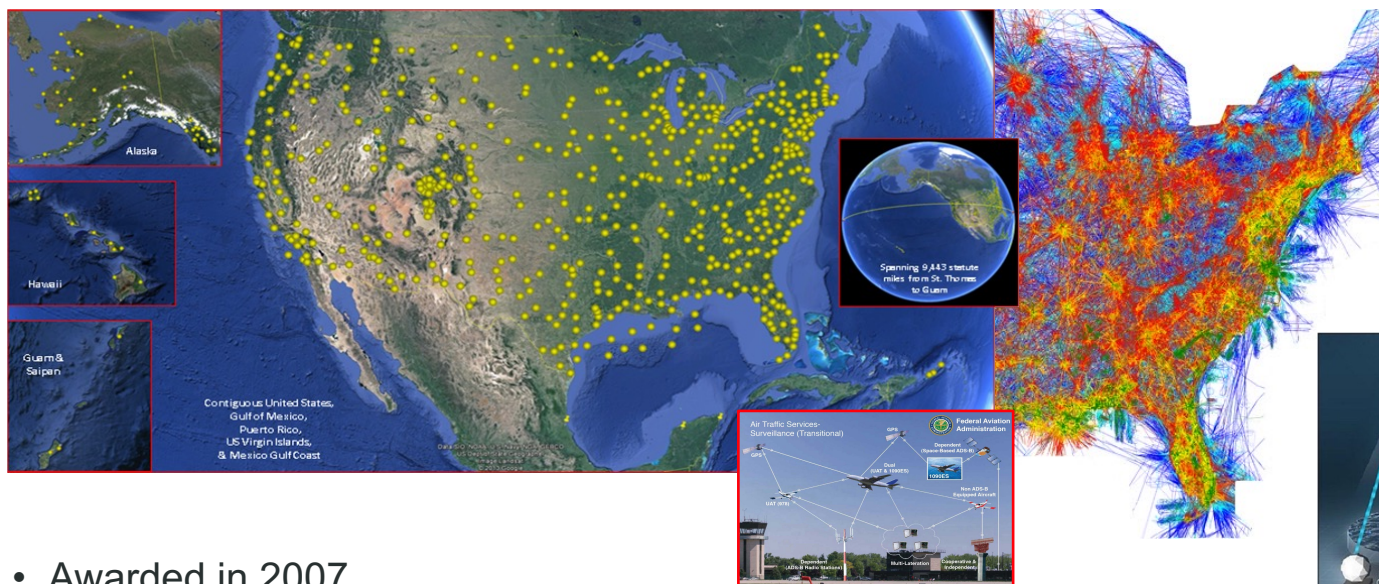 Alaska
Hawaii
Guam &
Saipan
Contiguous United States,
Gulf of Mexico,
Puerto Rico,
US Virgin Islands,
& Mexico Gulf Coast
Spanning 9,443 statute
miles from St. Thomas
to Guam
Air Traffic Services-
Surveillance (Transitional)
Federal Aviation
Administration
GPS
GPS
Dependent
(Space-Based ADS-B)
1090ES
Dual
(UAT & 1090ES)
Non ADS-B
Equipped Aircraft
UAT (978)
Dependent
(ADS-B Radio Stations)
Multi-Lateration
Cooperative &
Independent
• Awarded in 2007